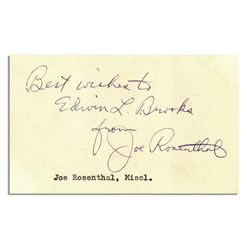 Best wishes to
Edwin L. Brooks
from
Joe Rosenthal
Joe Rosenthal, Miscl.